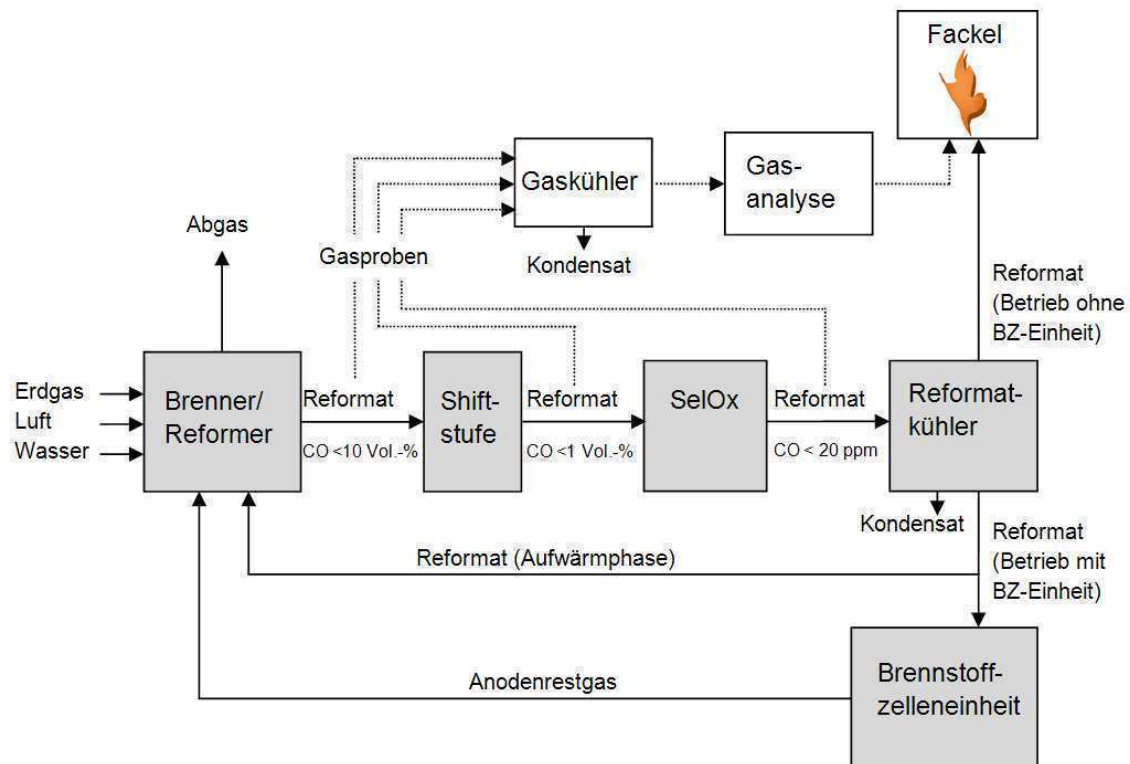 Fackel
Gaskühler
Gas-
analyse
Abgas
Gasproben
Kondensat
Reformat
(Betrieb ohne
BZ-Einheit)
Erdgas
Luft
Wasser
Brenner/
Reformer
Reformat
CO <10 Vol.-%
Shift-
stufe
Reformat
CO <1 Vol.-%
SelOx
Reformat
CO < 20 ppm
Reformat-
kühler
Kondensat
Reformat
(Betrieb mit
BZ-Einheit)
Reformat (Aufwärmphase)
Anodenrestgas
Brennstoff-
zelleneinheit